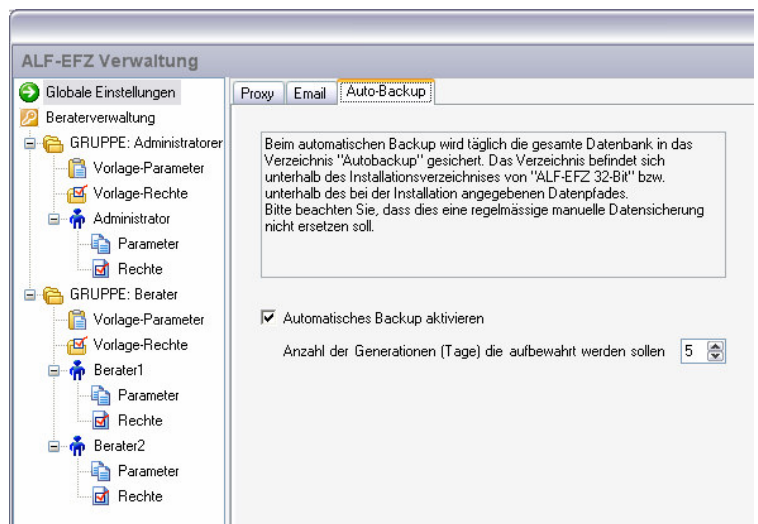 ALF-EFZ Verwaltung
Globale Einstellungen
Beraterverwaltung
GRUPPE: Administratorer
Vorlage-Parameter
Vorlage-Rechte
Administrator
Parameter
Rechte
GRUPPE: Berater
Vorlage-Parameter
Vorlage-Rechte
Berater1
Parameter
Rechte
Berater2
Parameter
Rechte
Proxy Email Auto-Backup
Beim automatischen Backup wird täglich die gesamte Datenbank in das
Verzeichnis "Autobackup" gesichert. Das Verzeichnis befindet sich
unterhalb des Installationsverzeichnises von "ALF-EFZ 32-Bit" bzw.
unterhalb des bei der Installation angegebenen Datenpfades.
Bitte beachten Sie, dass dies eine regelmässige manuelle Datensicherung
nicht ersetzen soll.
Automatisches Backup aktivieren
Anzahl der Generationen (Tage) die aufbewahrt werden sollen 5